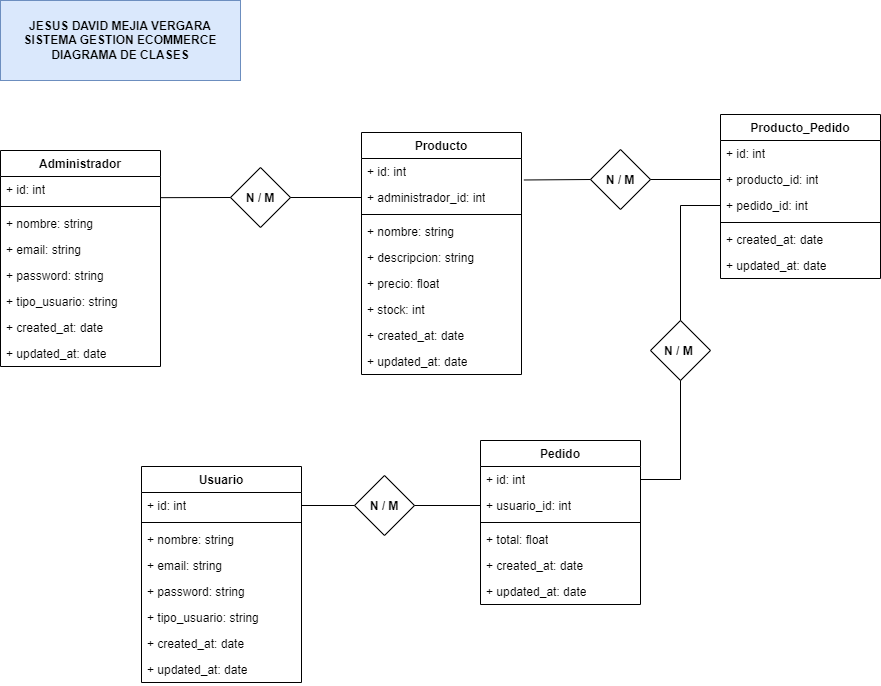 JESUS DAVID MEJIA VERGARA
SISTEMA GESTION ECOMMERCE
DIAGRAMA DE CLASES
Administrador
+ id: int
+ nombre: string
+ email: string
+ password: string
+ tipo_usuario: string
+ created_at: date
+ updated_at: date
N / M
Producto
+ id: int
+ administrador_id: int
+ nombre: string
+ descripcion: string
+ precio: float
+ stock: int
+ created_at: date
+ updated_at: date
N / M
Producto_Pedido
+ id: int
+ producto_id: int
+ pedido_id: int
+ created_at: date
+ updated_at: date
N / M
Usuario
+ id: int
+ nombre: string
+ email: string
+ password: string
+ tipo_usuario: string
+ created_at: date
+ updated_at: date
N / M
Pedido
+ id: int
+ usuario_id: int
+ total: float
+ created_at: date
+ updated_at: date